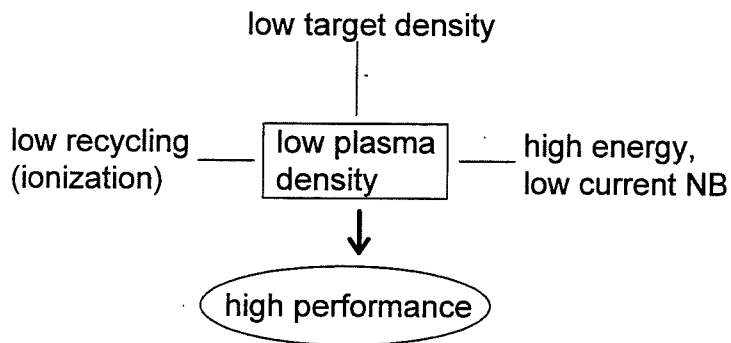 low target density
low recycling
(ionization)
low plasma
density
high energy,
low current NB
high performance